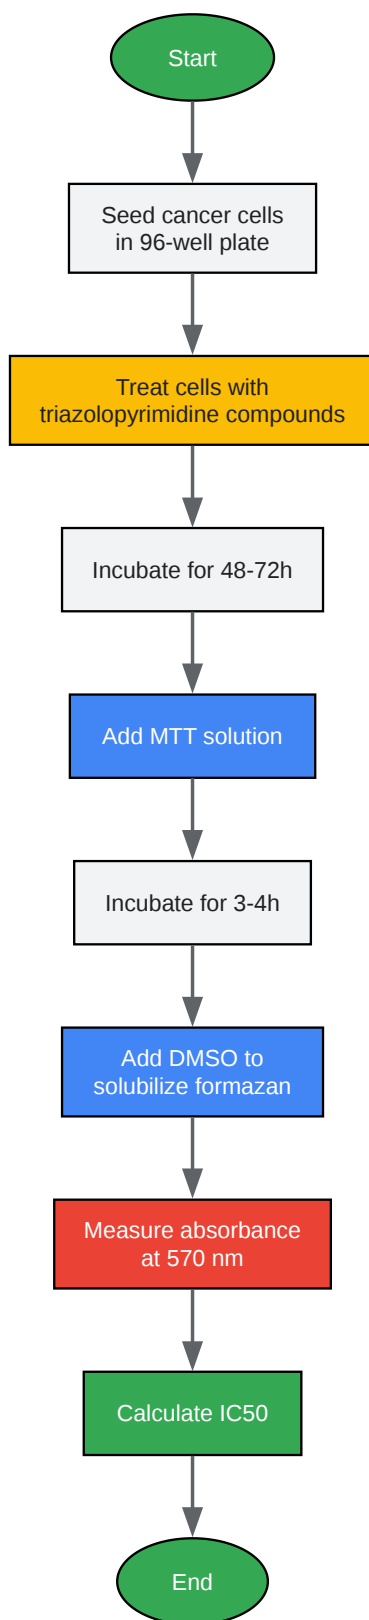 Start
Seed cancer cells
in 96-well plate
Treat cells with
triazolopyrimidine compounds
Incubate for 48-72h
Add MTT solution
Incubate for 3-4h
Add DMSO to
solubilize formazan
Measure absorbance
at 570 nm
Calculate IC50
End